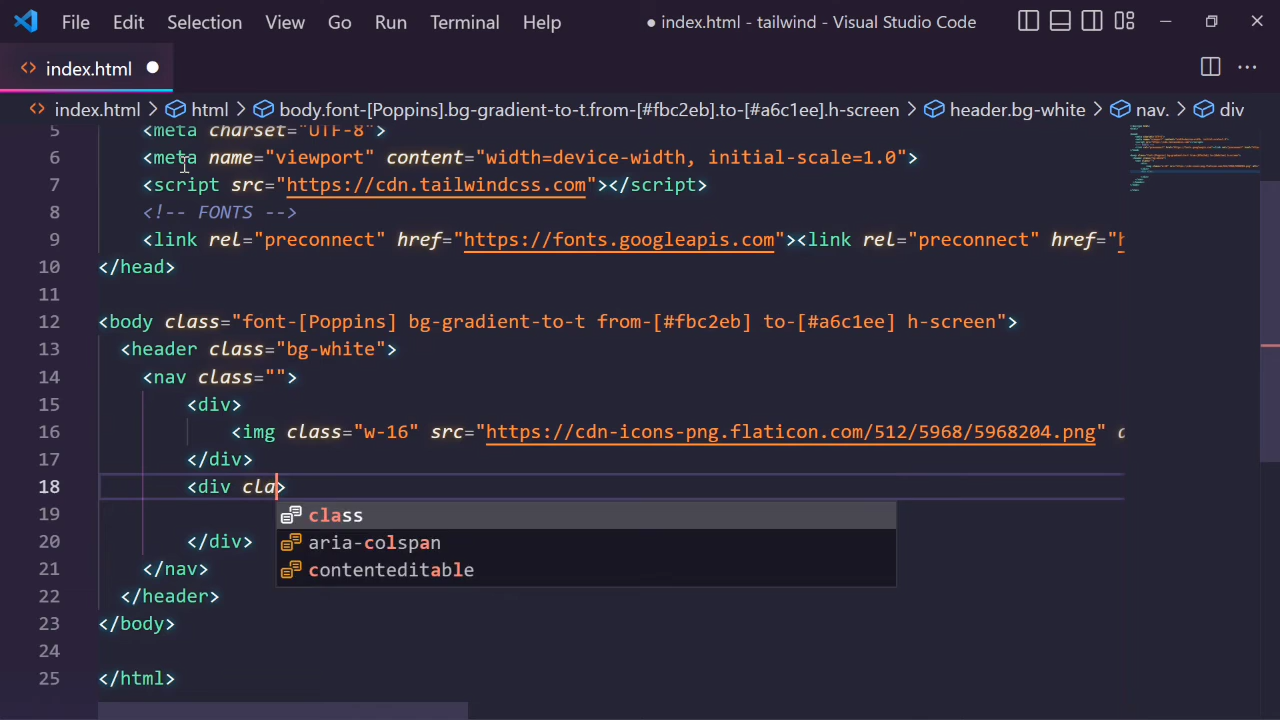 File Edit Selection View Go Run Terminal Help ● index.html - tailwind - Visual Studio Code
<> index.html ●
<> index.html > html > body.font-[Poppins].bg-gradient-to-t.from-[#fbc2eb].to-[#a6c1ee].h-screen > header.bg-white > nav. > div
5 <meta charset="UTF-8">
6 <meta name="viewport" content="width=device-width, initial-scale=1.0">
7 <script src="https://cdn.tailwindcss.com"></script>
8 <!-- FONTS -->
9 <link rel="preconnect" href="https://fonts.googleapis.com"><link rel="preconnect" href="h
10 </head>
11
12 <body class="font-[Poppins] bg-gradient-to-t from-[#fbc2eb] to-[#a6c1ee] h-screen">
13 <header class="bg-white">
14 <nav class="">
15 <div>
16 <img class="w-16" src="https://cdn-icons-png.flaticon.com/512/5968/5968204.png" a
17 </div>
18 <div cla>
class
19
20 </div>
aria-colspan
21 </nav>
contenteditable
22 </header>
23 </body>
24
25 </html>